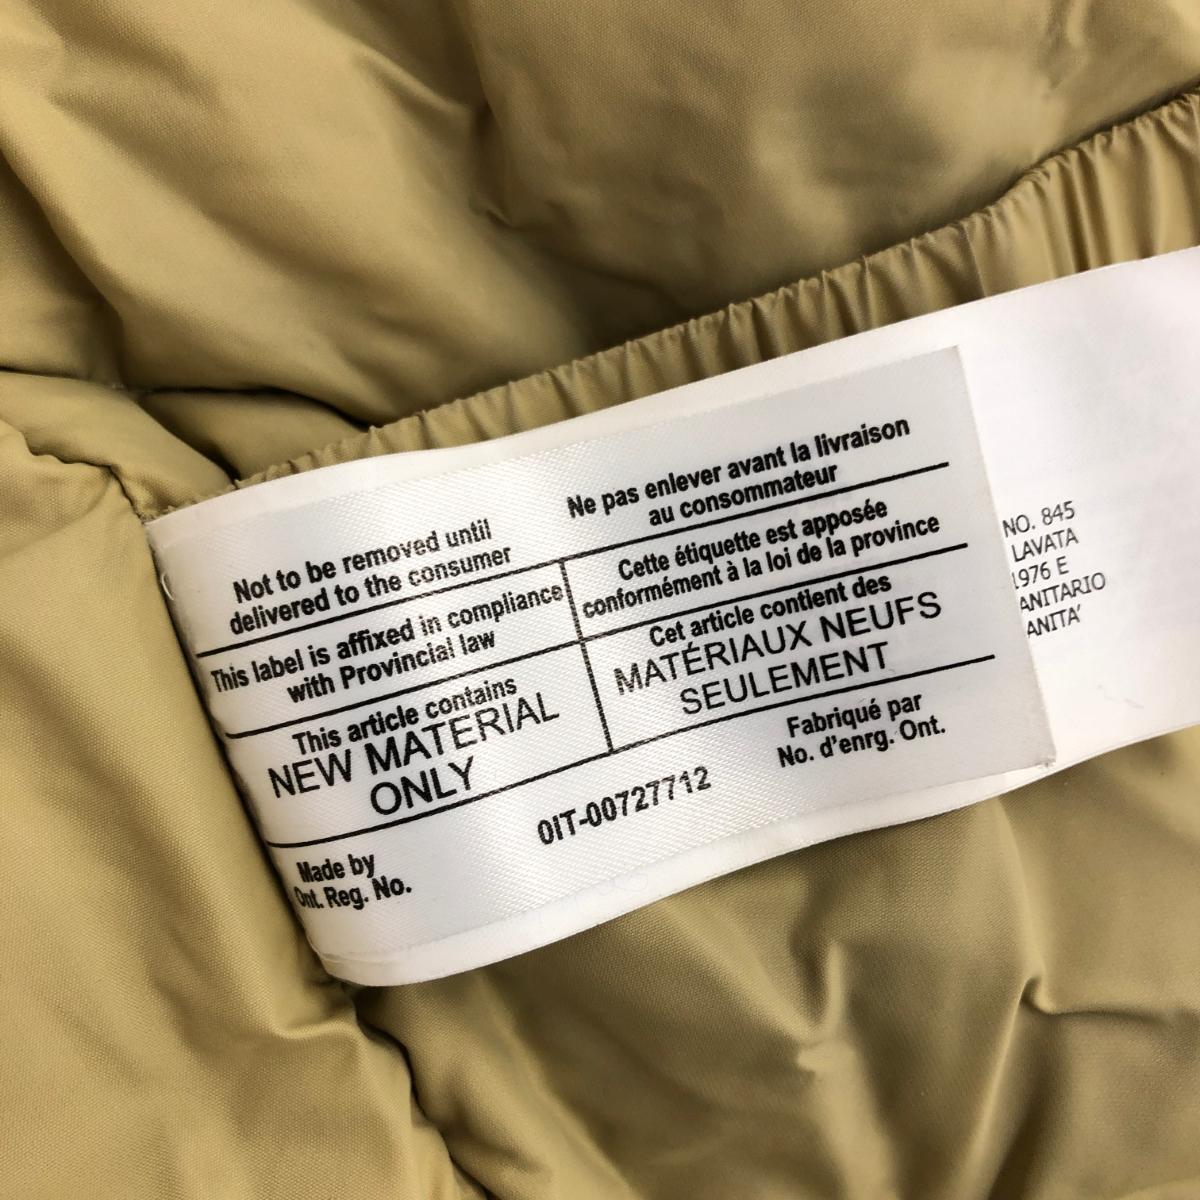 Not to be removed until
delivered to the consumer
Ne pas enlever avant la livraison
au consommateur
This label is affixed in compliance
with Provincial law
Cette étiquette est apposée
conformément à la loi de la province
This article contains
NEW MATERIAL
ONLY
Cet article contient des
MATÉRIAUX NEUFS
SEULEMENT
Made by
Ont. Reg. No.
0IT-00727712
Fabriqué par
No. d'enrg. Ont.
NO. 845
LAVATA
1976 E
ANITARIO
ANITA'